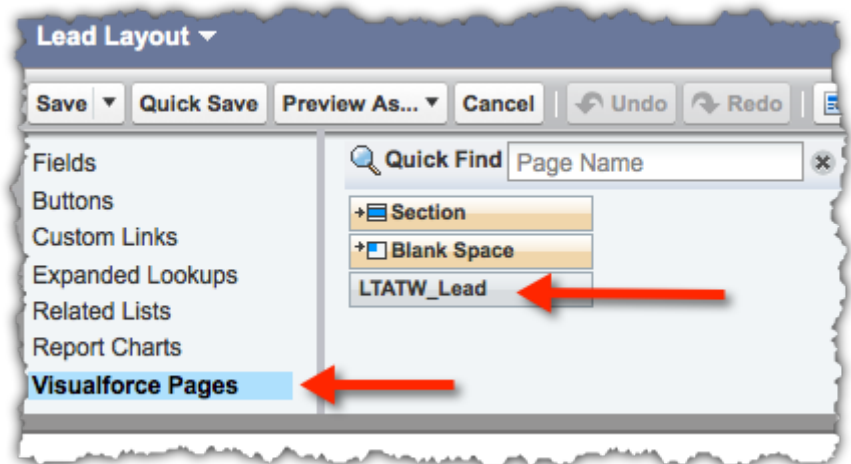 Lead Layout
Save Quick Save Preview As... Cancel Undo Redo
Fields
Buttons
Custom Links
Expanded Lookups
Related Lists
Report Charts
Visualforce Pages
Quick Find Page Name
Section
Blank Space
LTATW_Lead